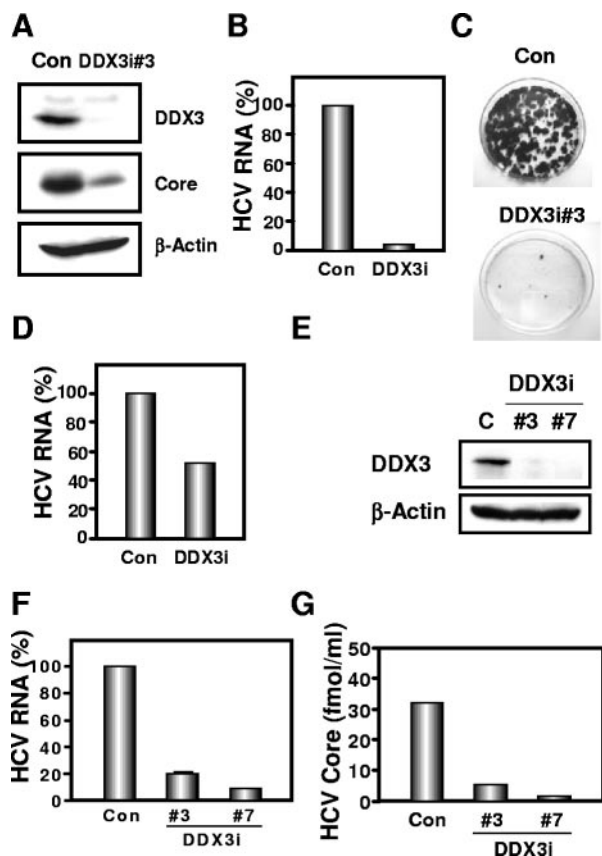 A
Con DDX3i#3
DDX3
Core
β-Actin
B
HCV RNA (%)
100
80
60
40
20
0
Con DDX3i
C
Con
DDX3i#3
D
HCV RNA (%)
100
80
60
40
20
0
Con DDX3i
E
DDX3i
C #3 #7
DDX3
β-Actin
F
HCV RNA (%)
100
80
60
40
20
0
Con #3 #7
DDX3i
G
HCV Core (fmol/ml)
50
40
30
20
10
0
Con #3 #7
DDX3i